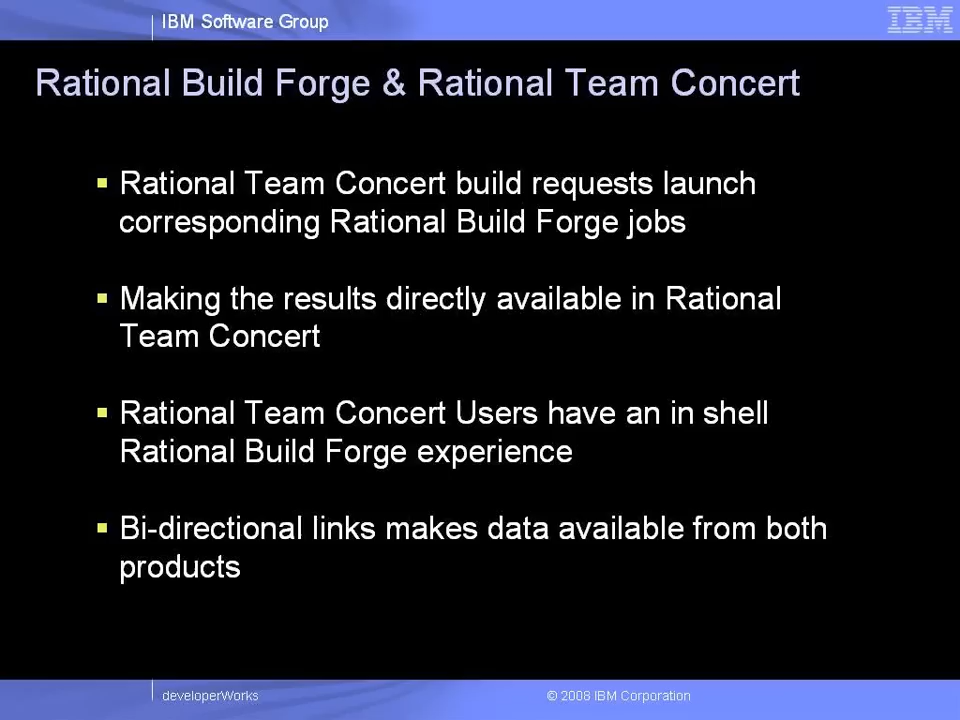 IBM Software Group
IBM
Rational Build Forge & Rational Team Concert
▪ Rational Team Concert build requests launch
corresponding Rational Build Forge jobs
▪ Making the results directly available in Rational
Team Concert
▪ Rational Team Concert Users have an in shell
Rational Build Forge experience
▪ Bi-directional links makes data available from both
products
developerWorks
© 2008 IBM Corporation